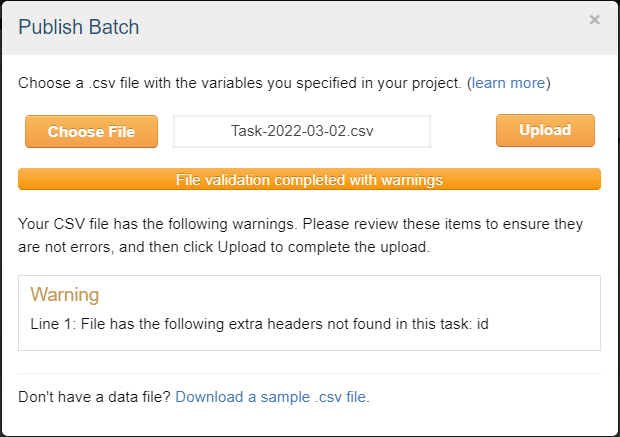 Publish Batch
×
Choose a .csv file with the variables you specified in your project. (learn more)
Choose File
Task-2022-03-02.csv
Upload
File validation completed with warnings
Your CSV file has the following warnings. Please review these items to ensure they
are not errors, and then click Upload to complete the upload.
Warning
Line 1: File has the following extra headers not found in this task: id
Don't have a data file? Download a sample .csv file.